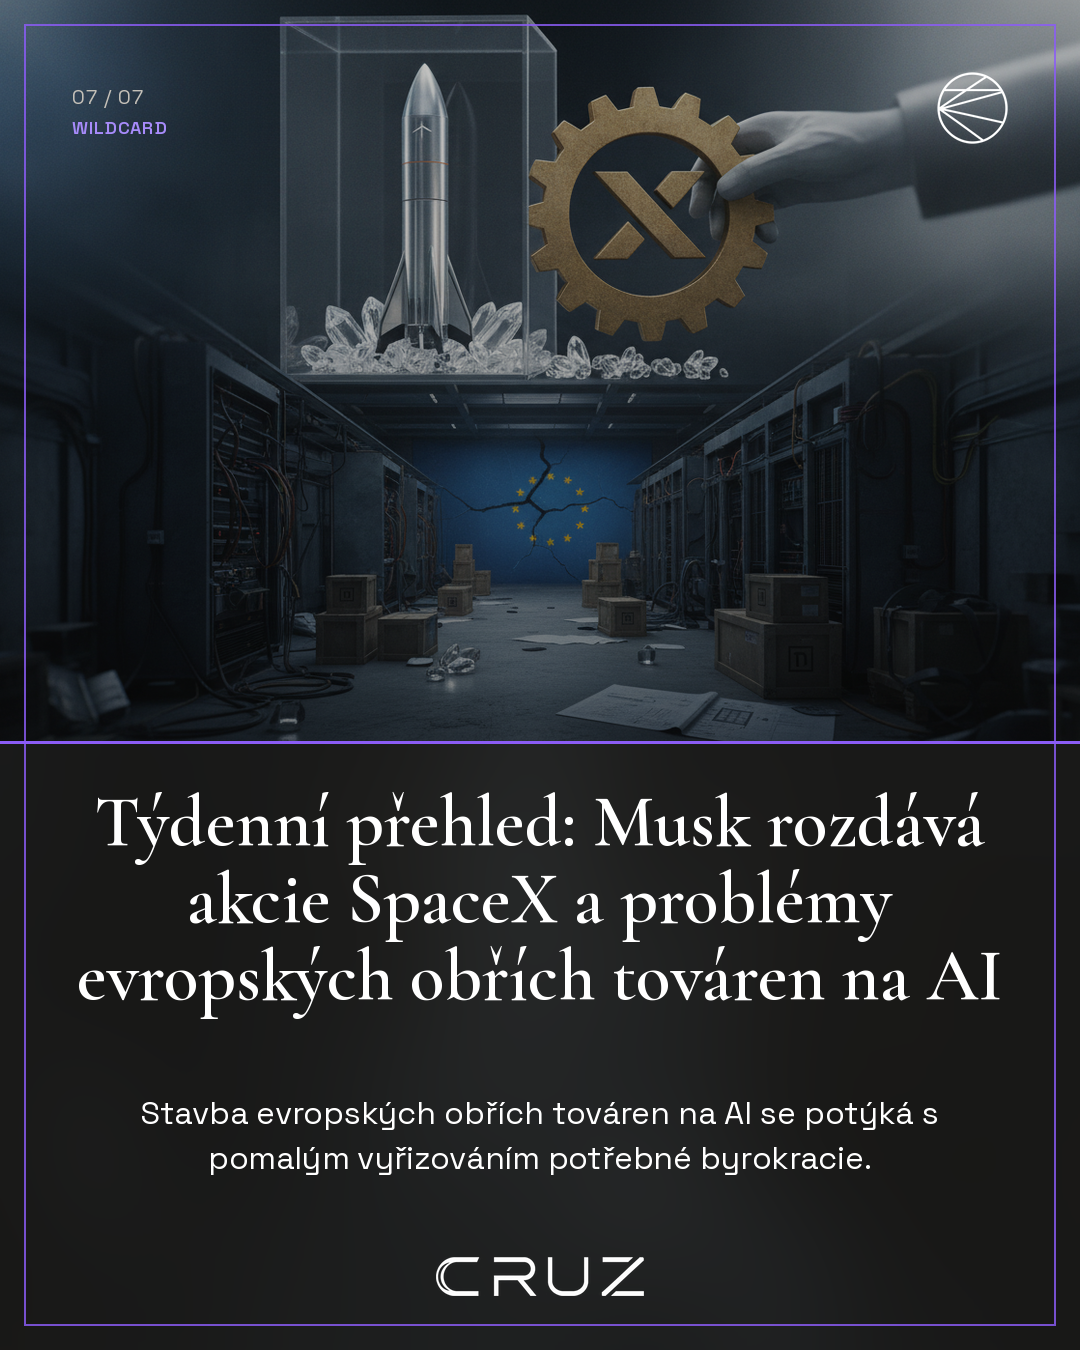 07 / 07
WILDCARD
X
n
Týdenní přehled: Musk rozdává
akcie SpaceX a problémy
evropských obřích továren na AI
Stavba evropských obřích továren na AI se potýká s
pomalým vyřizováním potřebné byrokracie.
CRUZ